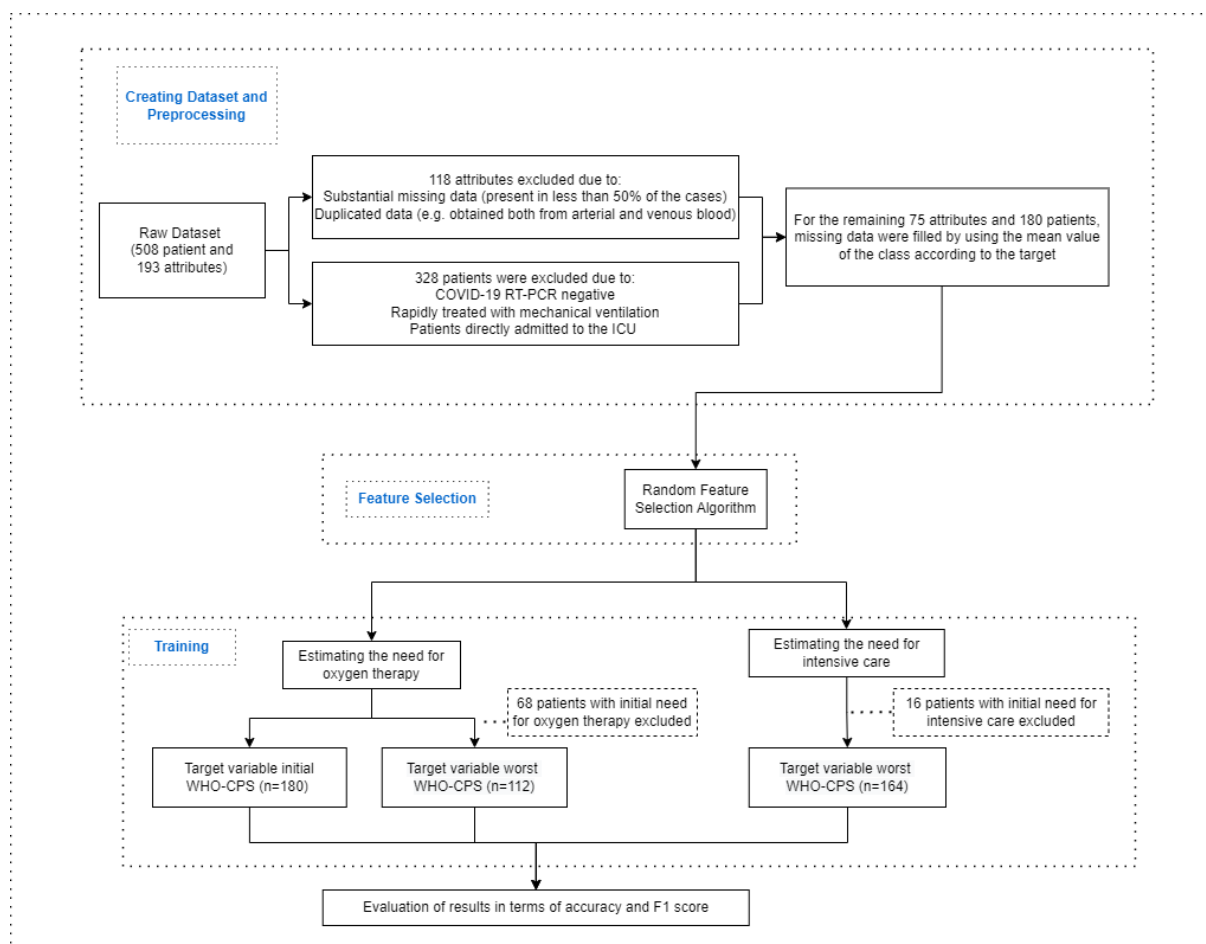 Creating Dataset and
Preprocessing
118 attributes excluded due to:
Substantial missing data (present in less than 50% of the cases)
Duplicated data (e.g. obtained both from arterial and venous blood)
Raw Dataset
(508 patient and
193 attributes)
For the remaining 75 attributes and 180 patients,
missing data were filled by using the mean value
of the class according to the target
328 patients were excluded due to:
COVID-19 RT-PCR negative
Rapidly treated with mechanical ventilation
Patients directly admitted to the ICU
Feature Selection
Random Feature
Selection Algorithm
Training
Estimating the need for
oxygen therapy
Estimating the need for
intensive care
68 patients with initial need
for oxygen therapy excluded
16 patients with initial need for
intensive care excluded
Target variable initial
WHO-CPS (n=180)
Target variable worst
WHO-CPS (n=112)
Target variable worst
WHO-CPS (n=164)
Evaluation of results in terms of accuracy and F1 score